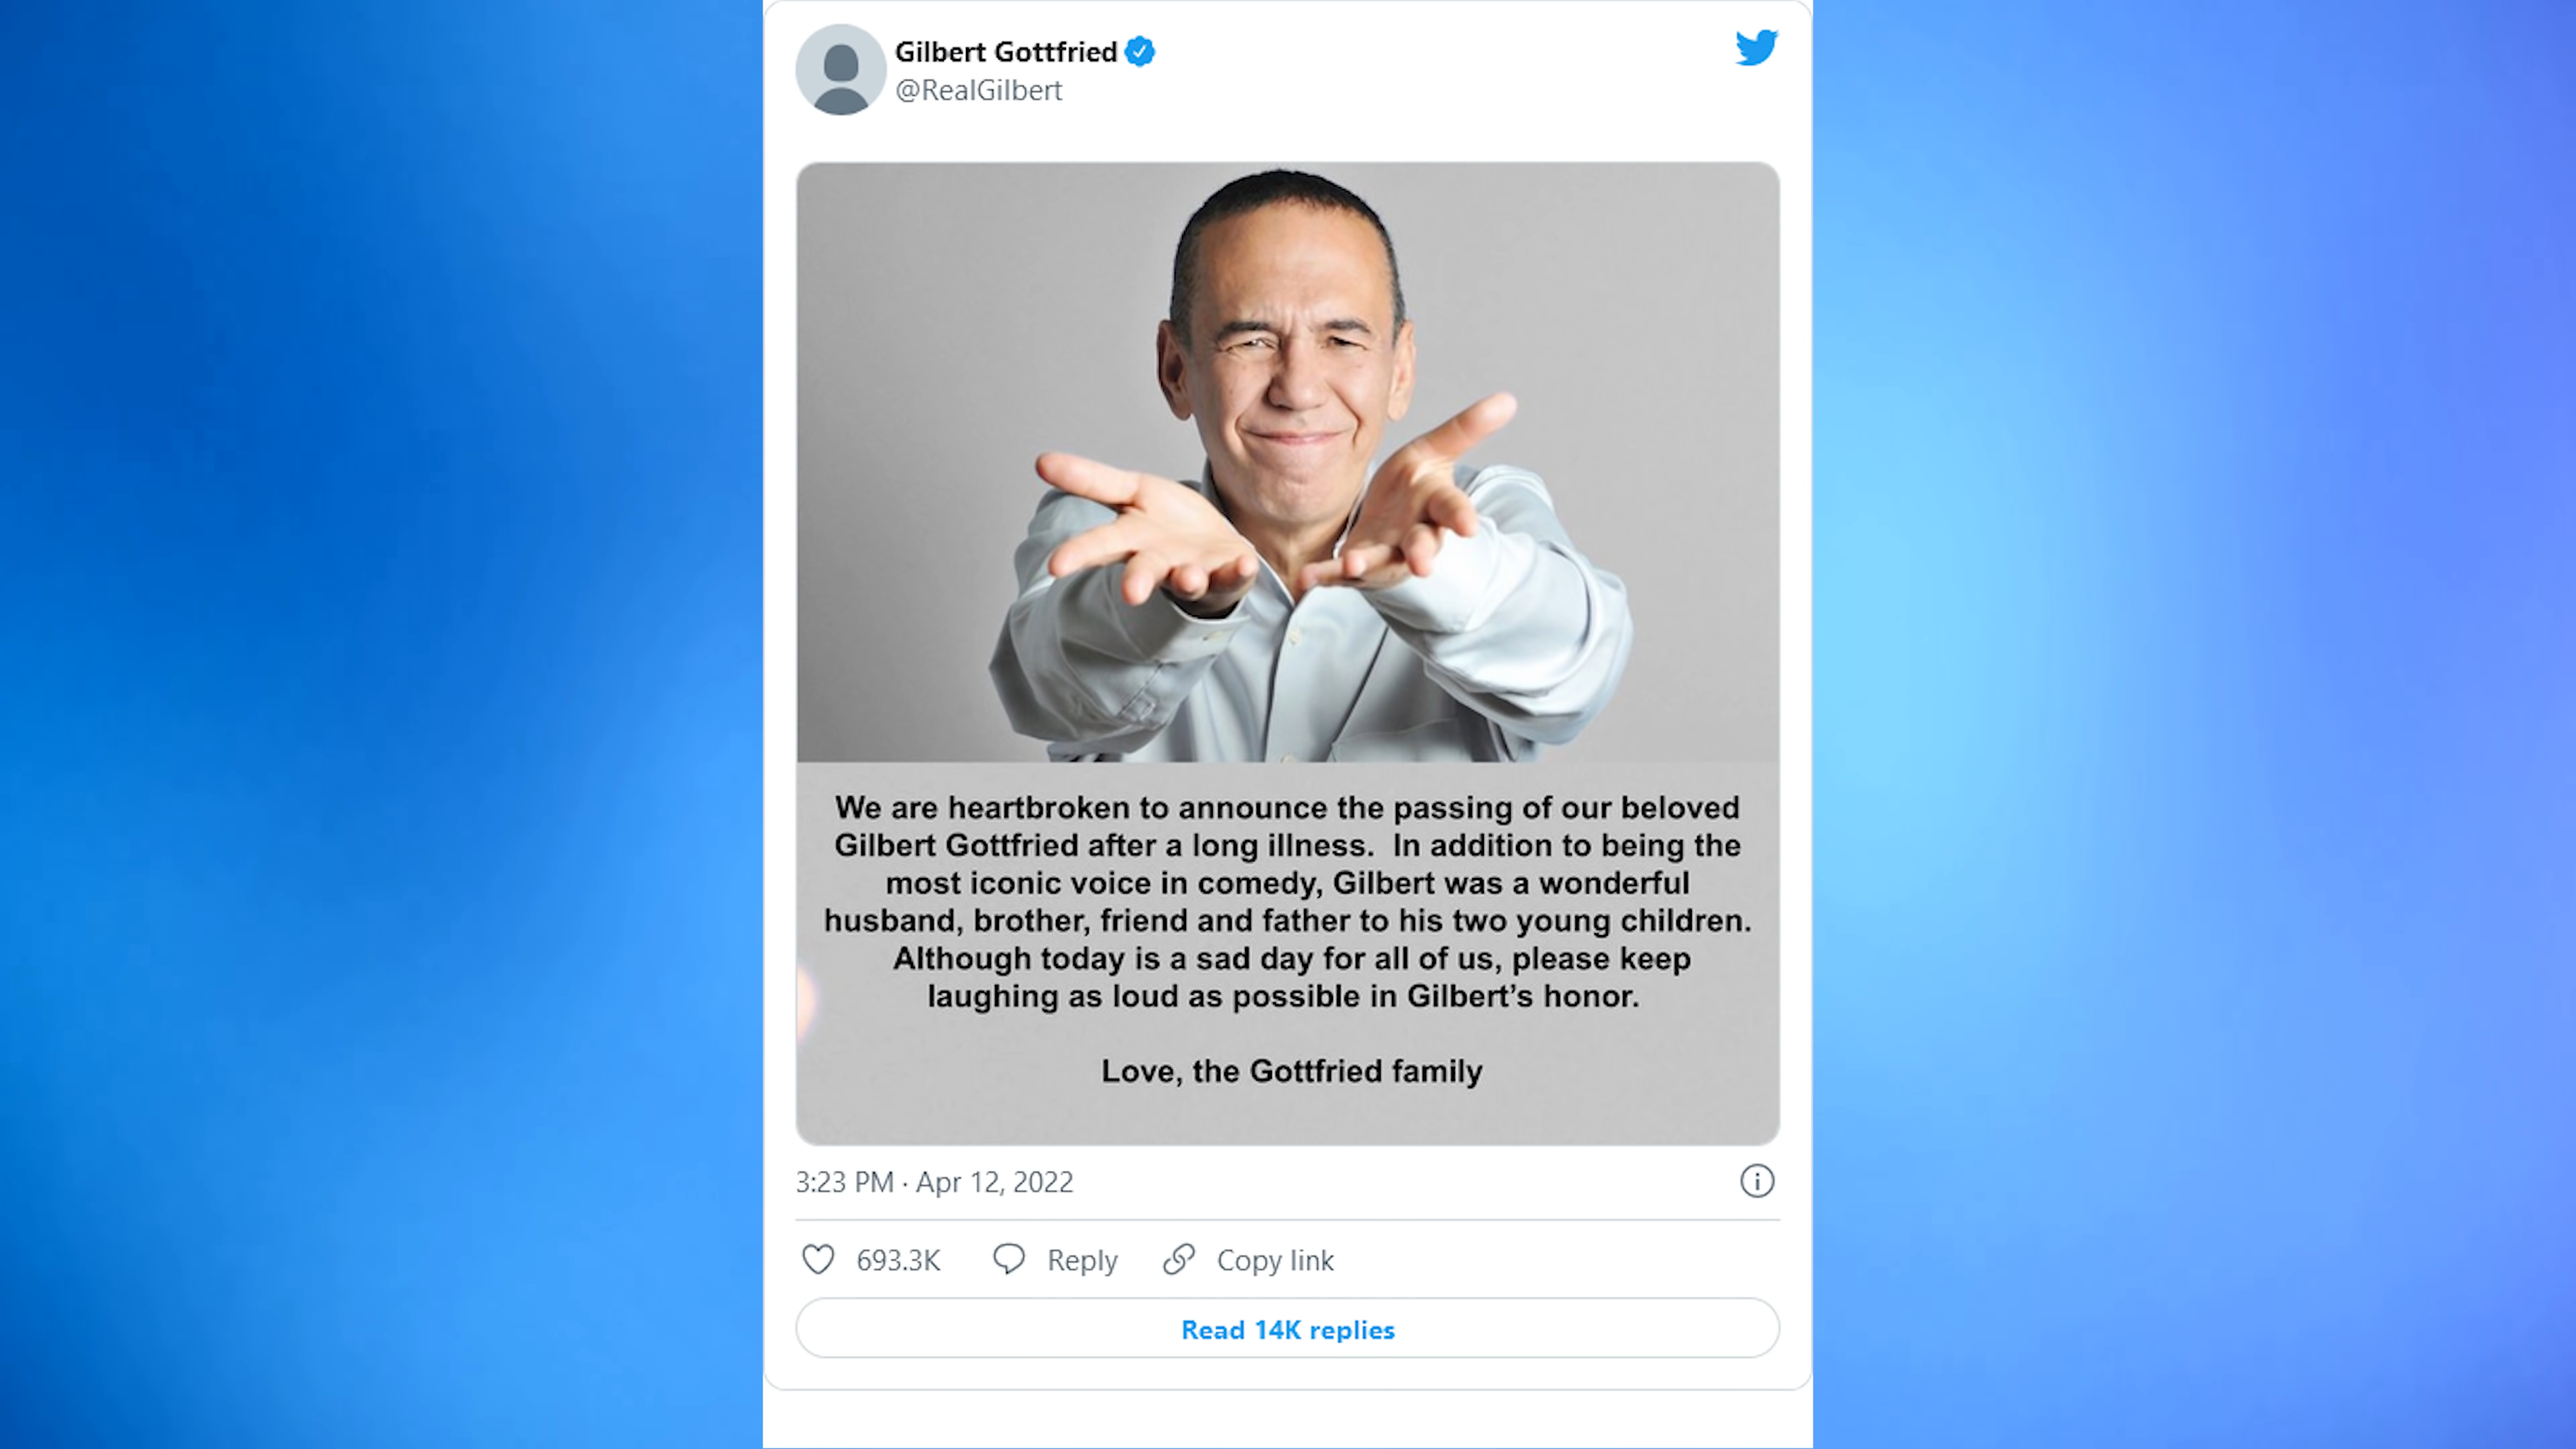 Gilbert Gottfried
@RealGilbert
We are heartbroken to announce the passing of our beloved
Gilbert Gottfried after a long illness.  In addition to being the
most iconic voice in comedy, Gilbert was a wonderful
husband, brother, friend and father to his two young children.
Although today is a sad day for all of us, please keep
laughing as loud as possible in Gilbert’s honor.
Love, the Gottfried family
3:23 PM · Apr 12, 2022
693.3K Reply Copy link
Read 14K replies